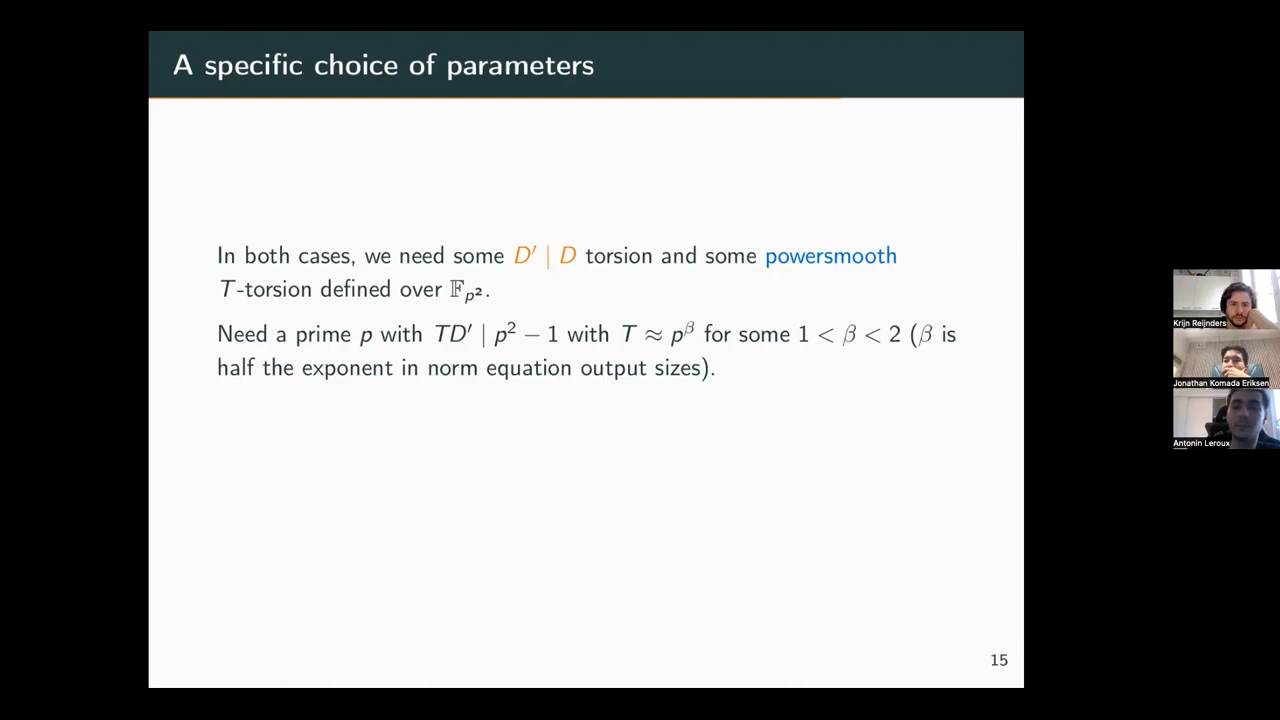 A specific choice of parameters
In both cases, we need some D′ | D torsion and some powersmooth
T-torsion defined over 𝔽p².
Need a prime p with TD′ | p² − 1 with T ≈ pᵝ for some 1 < β < 2 (β is
half the exponent in norm equation output sizes).
15
Krijn Reijnders
Jonathan Komada Eriksen
Antonin Leroux